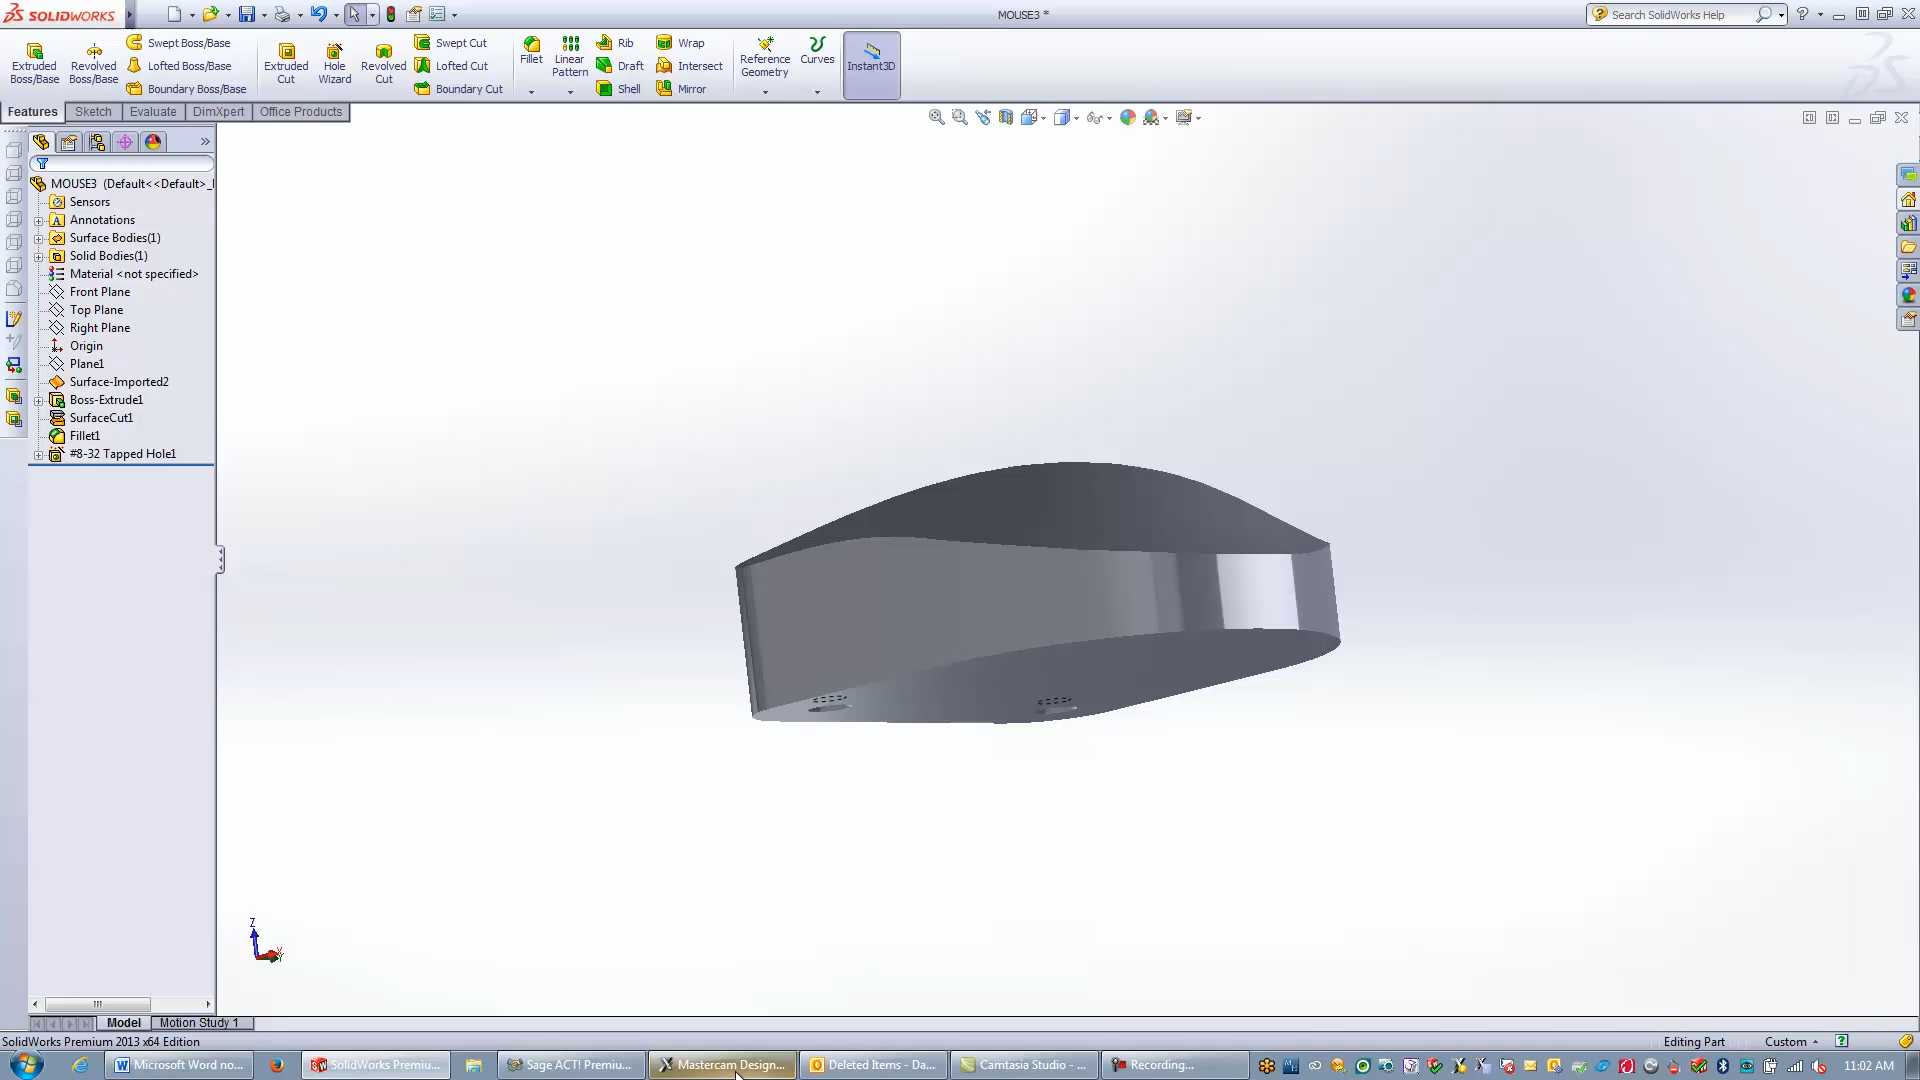 SOLIDWORKS
MOUSE3 *
Search SolidWorks Help
Extruded Boss/Base
Revolved Boss/Base
Swept Boss/Base
Lofted Boss/Base
Boundary Boss/Base
Extruded Cut
Hole Wizard
Revolved Cut
Swept Cut
Lofted Cut
Boundary Cut
Fillet
Linear Pattern
Rib
Draft
Shell
Wrap
Intersect
Mirror
Reference Geometry
Curves
Instant3D
Features
Sketch
Evaluate
DimXpert
Office Products
MOUSE3 (Default<<Default>_
Sensors
Annotations
Surface Bodies(1)
Solid Bodies(1)
Material <not specified>
Front Plane
Top Plane
Right Plane
Origin
Plane1
Surface-Imported2
Boss-Extrude1
SurfaceCut1
Fillet1
#8-32 Tapped Hole1
Z
Model
Motion Study 1
SolidWorks Premium 2013 x64 Edition
Editing Part
Custom
Microsoft Word no...
SolidWorks Premiu...
Sage ACT! Premiu...
Mastercam Design...
Deleted Items - Da...
Camtasia Studio - ...
Recording...
11:02 AM